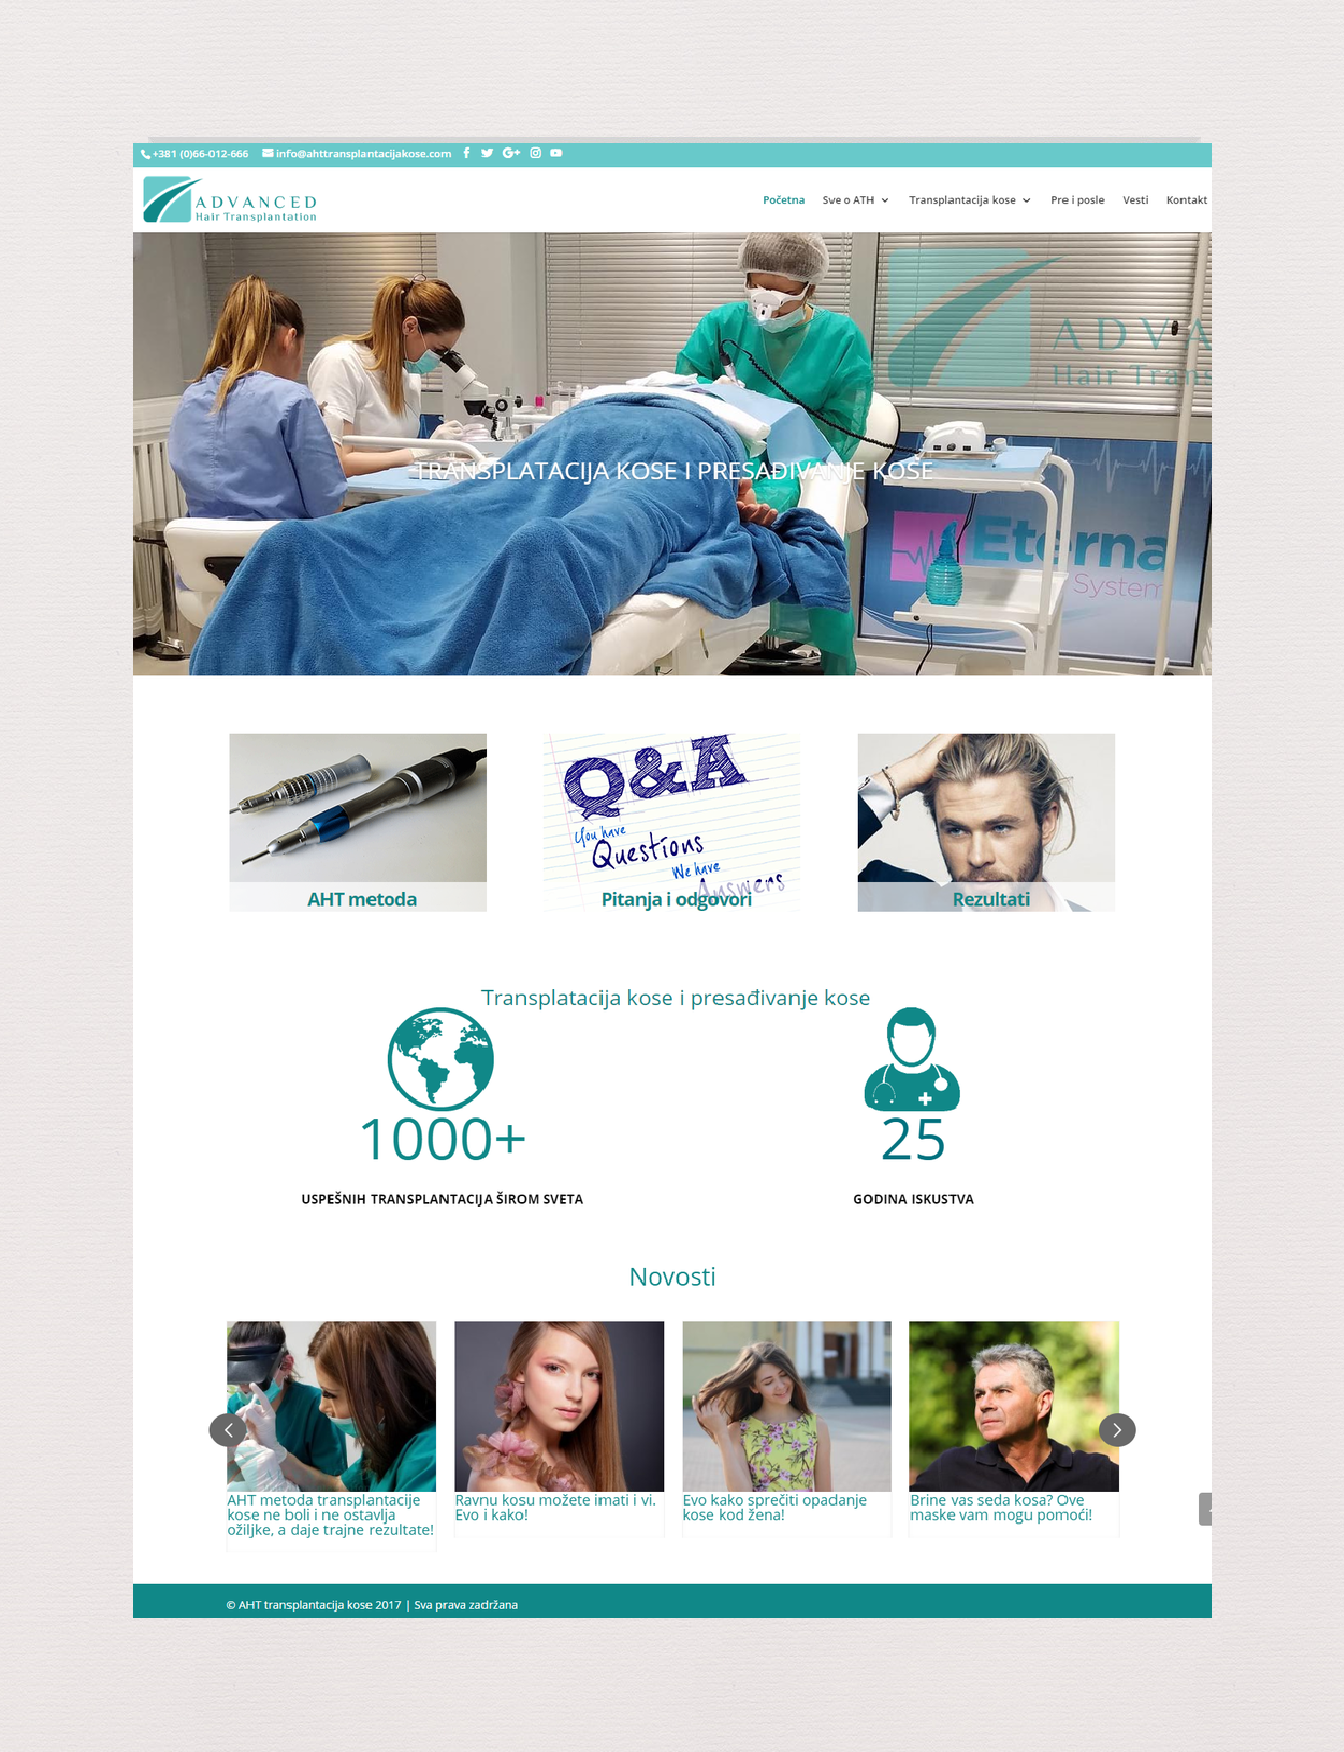 +381 (0)66-012-666 info@ahttransplantacijakose.com
ADVANCED
Hair Transplantation
Početna Sve o ATH Transplantacija kose Pre i posle Vesti Kontakt
ADVA
Hair Trans
TRANSPLATACIJA KOSE I PRESAĐIVANJE KOSE
Eterna
System
Q&A
You have
Questions
We have
Answers
AHT metoda
Pitanja i odgovori
Rezultati
Transplatacija kose i presađivanje kose
1000+
25
USPEŠNIH TRANSPLANTACIJA ŠIROM SVETA
GODINA ISKUSTVA
Novosti
AHT metoda transplantacije
kose ne boli i ne ostavlja
ožiljke, a daje trajne rezultate!
Ravnu kosu možete imati i vi.
Evo i kako!
Evo kako sprečiti opadanje
kose kod žena!
Brine vas seda kosa? Ove
maske vam mogu pomoći!
© AHT transplantacija kose 2017 | Sva prava zadržana